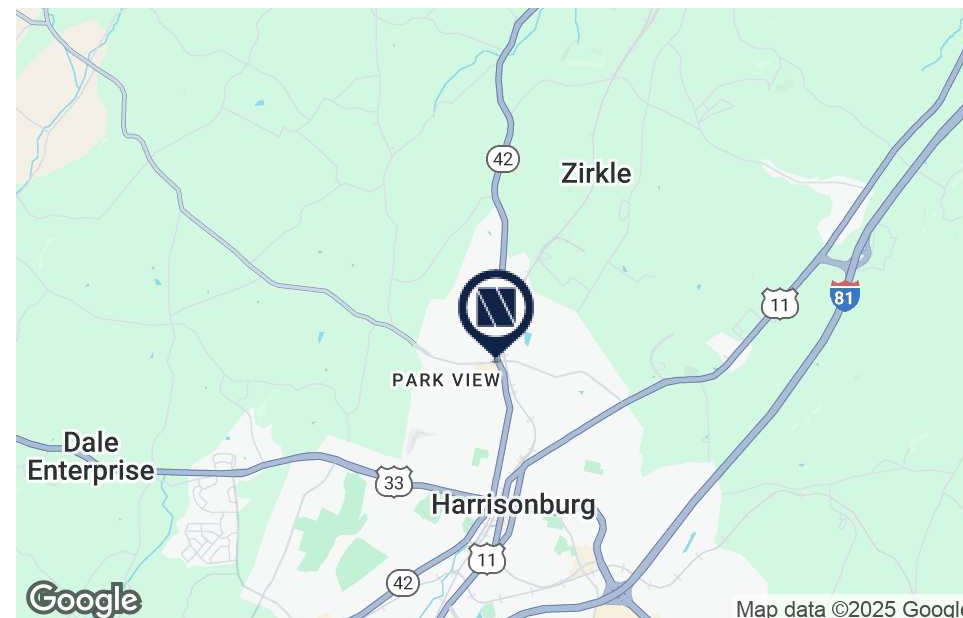 42
Zirkle
11
81
PARK VIEW
Dale
Enterprise
33
Harrisonburg
11
42
Google
Map data ©2025 Google